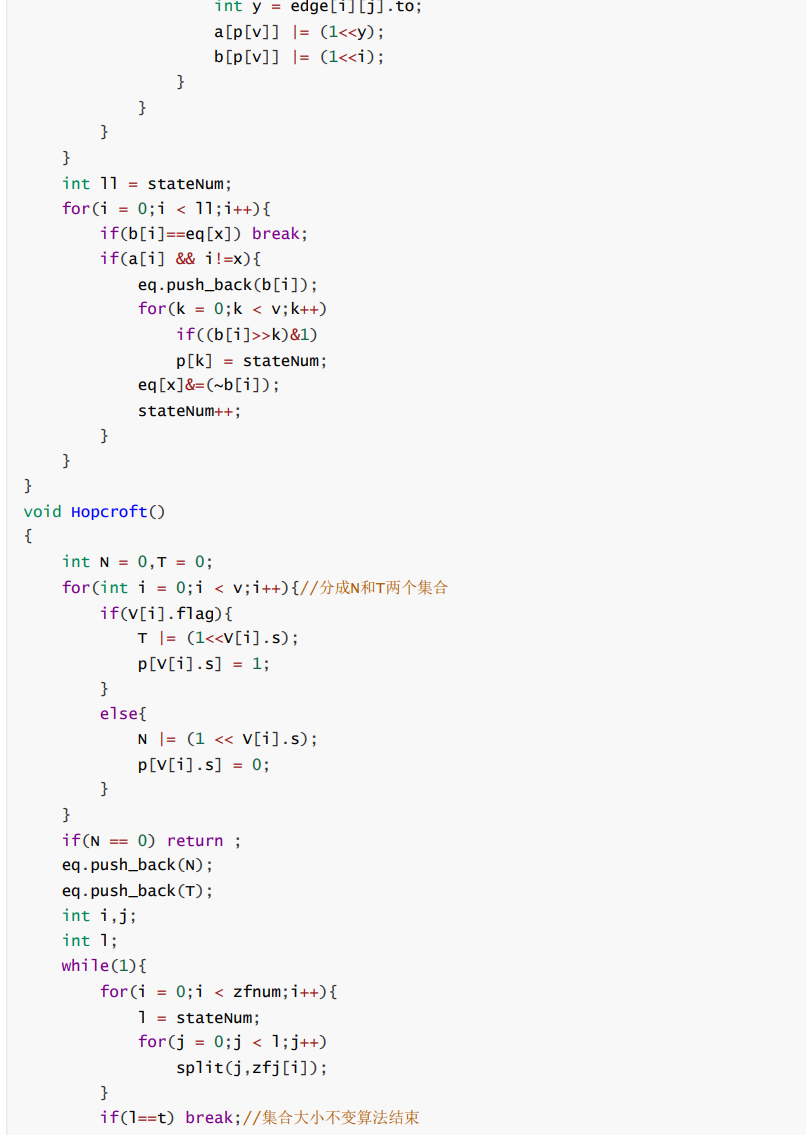 int y = edge[i][j].to;
a[p[v]] |= (1<<y);
b[p[v]] |= (1<<i);
}
}
}
}
int ll = stateNum;
for(i = 0;i < ll;i++){
if(b[i]==eq[x]) break;
if(a[i] && i!=x){
eq.push_back(b[i]);
for(k = 0;k < v;k++)
if((b[i]>>k)&1)
p[k] = stateNum;
eq[x]&=(~b[i]);
stateNum++;
}
}
}
void Hopcroft()
{
int N = 0,T = 0;
for(int i = 0;i < v;i++){//分成N和T两个集合
if(V[i].flag){
T |= (1<<V[i].s);
p[V[i].s] = 1;
}
else{
N |= (1 << V[i].s);
p[V[i].s] = 0;
}
}
if(N == 0) return ;
eq.push_back(N);
eq.push_back(T);
int i,j;
int l;
while(1){
for(i = 0;i < zfnum;i++){
l = stateNum;
for(j = 0;j < l;j++)
split(j,zfj[i]);
}
if(l==t) break;//集合大小不变算法结束